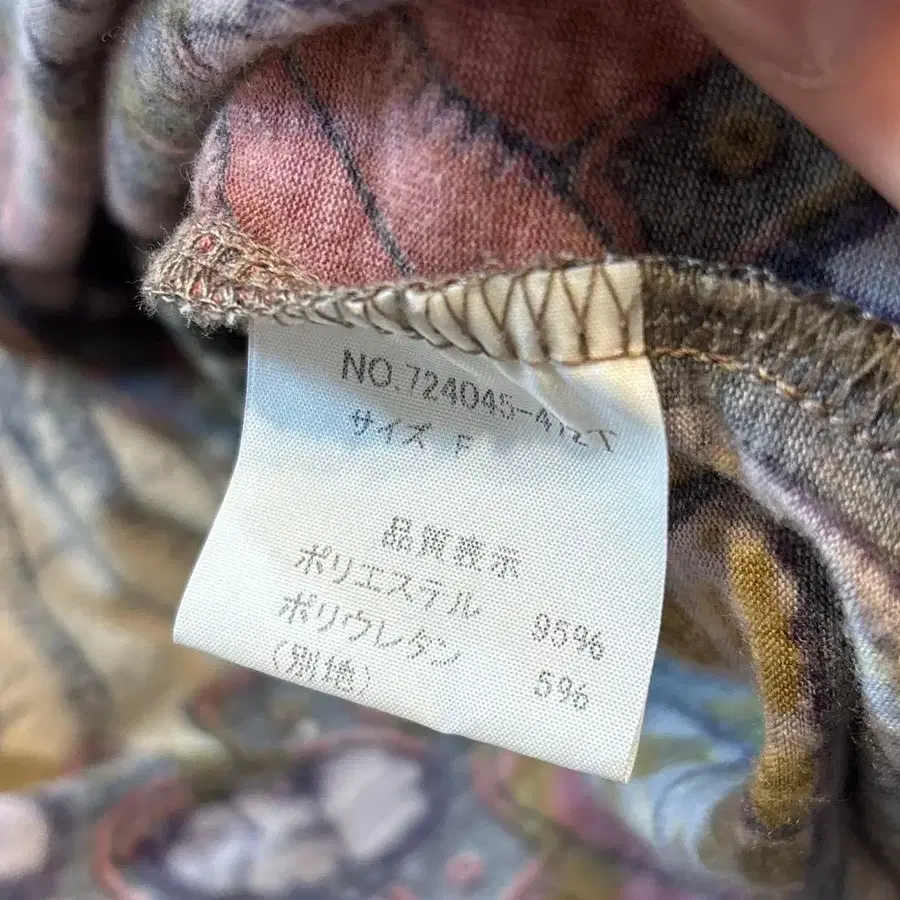 NO.724045-412T
サイズ F
品質表示
ポリエステル 95%
ポリウレタン 5%
(別地)